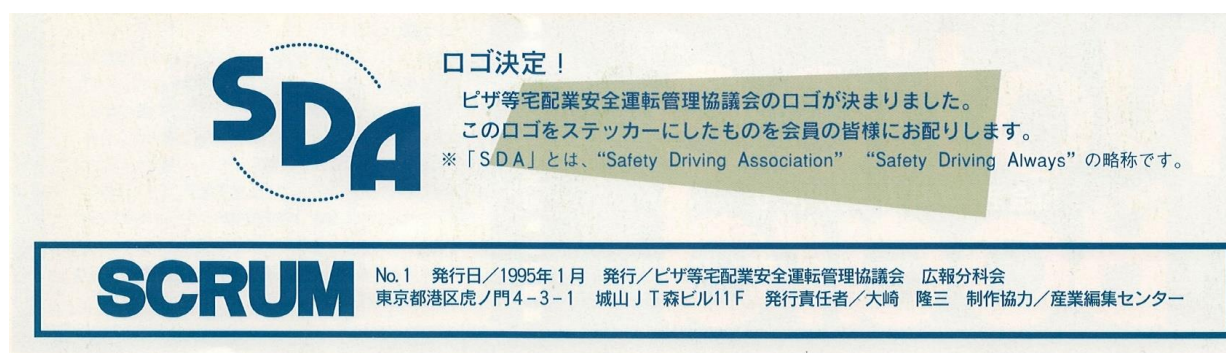 SDA
ロゴ決定！
ピザ等宅配業安全運転管理協議会のロゴが決まりました。
このロゴをステッカーにしたものを会員の皆様にお配りします。
※「SDA」とは、“Safety Driving Association” “Safety Driving Always” の略称です。
SCRUM
No.1 発行日／1995年1月 発行／ピザ等宅配業安全運転管理協議会 広報分科会
東京都港区虎ノ門4－3－1 城山JT森ビル11F 発行責任者／大崎 隆三 制作協力／産業編集センター